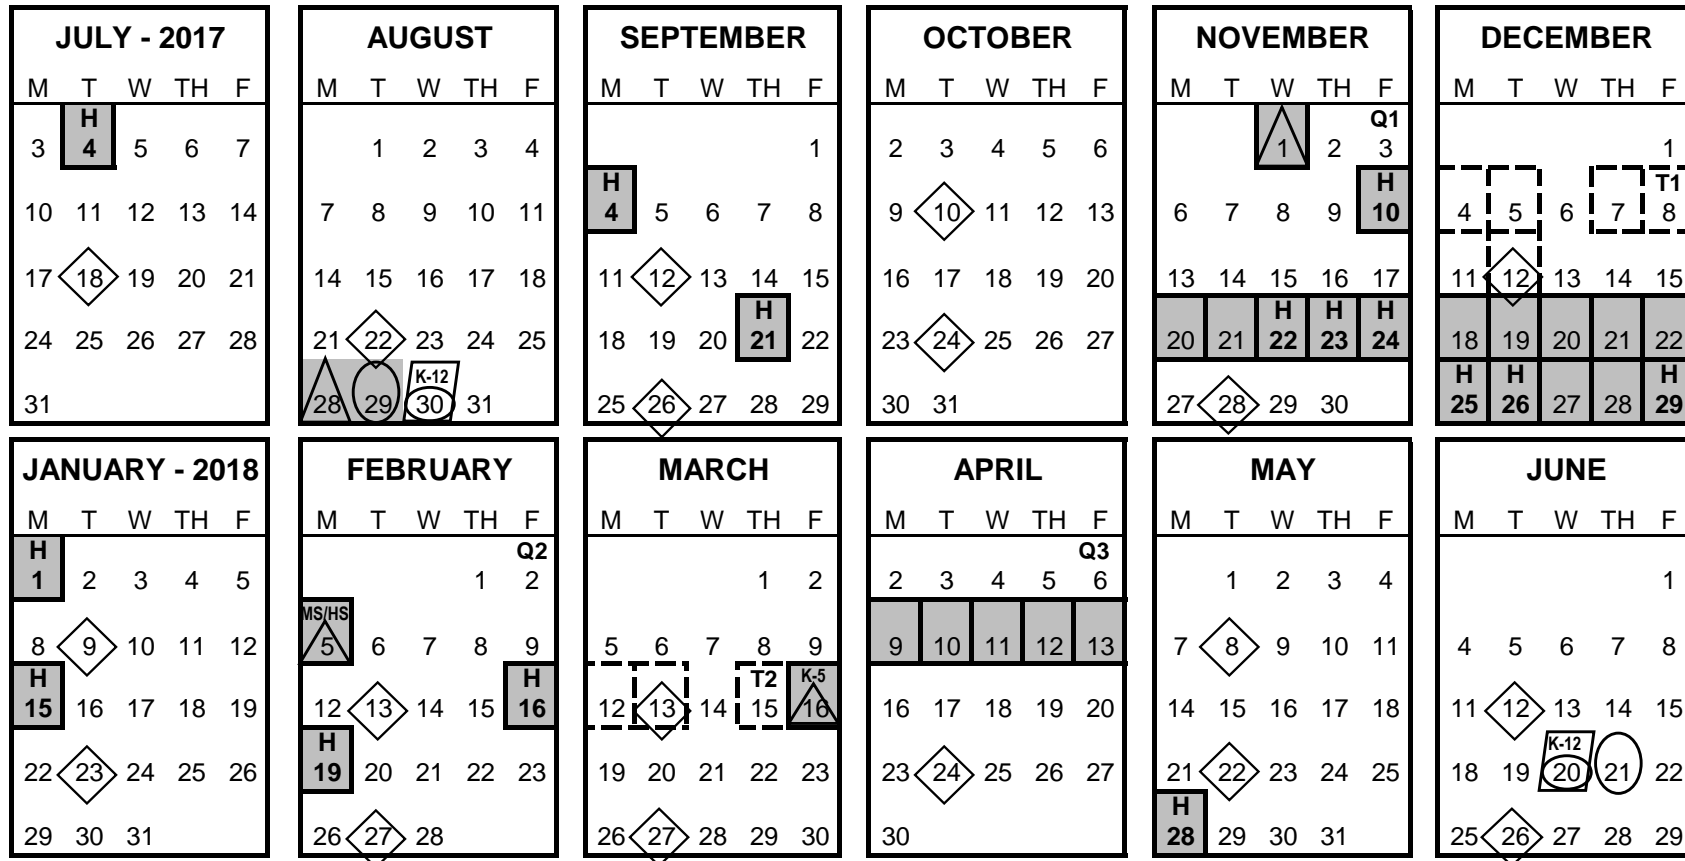 JULY - 2017
M T W TH F
H
3 4 5 6 7
10 11 12 13 14
17 18 19 20 21
24 25 26 27 28
31
AUGUST
M T W TH F
1 2 3 4
7 8 9 10 11
14 15 16 17 18
21 22 23 24 25
K-12
28 29 30 31
SEPTEMBER
M T W TH F
1
H
4 5 6 7 8
11 12 13 14 15
H
18 19 20 21 22
25 26 27 28 29
OCTOBER
M T W TH F
2 3 4 5 6
9 10 11 12 13
16 17 18 19 20
23 24 25 26 27
30 31
NOVEMBER
M T W TH F
Q1
1 2 3
H
6 7 8 9 10
13 14 15 16 17
H H H
20 21 22 23 24
27 28 29 30
DECEMBER
M T W TH F
1
T1
4 5 6 7 8
11 12 13 14 15
18 19 20 21 22
H H H
25 26 27 28 29
JANUARY - 2018
M T W TH F
H
1 2 3 4 5
8 9 10 11 12
H
15 16 17 18 19
22 23 24 25 26
29 30 31
FEBRUARY
M T W TH F
Q2
1 2
MS/HS
5 6 7 8 9
H
12 13 14 15 16
H
19 20 21 22 23
26 27 28
MARCH
M T W TH F
1 2
5 6 7 8 9
T2 K-5
12 13 14 15 16
19 20 21 22 23
26 27 28 29 30
APRIL
M T W TH F
Q3
2 3 4 5 6
9 10 11 12 13
16 17 18 19 20
23 24 25 26 27
30
MAY
M T W TH F
1 2 3 4
7 8 9 10 11
14 15 16 17 18
21 22 23 24 25
H
28 29 30 31
JUNE
M T W TH F
1
4 5 6 7 8
11 12 13 14 15
K-12
18 19 20 21 22
25 26 27 28 29